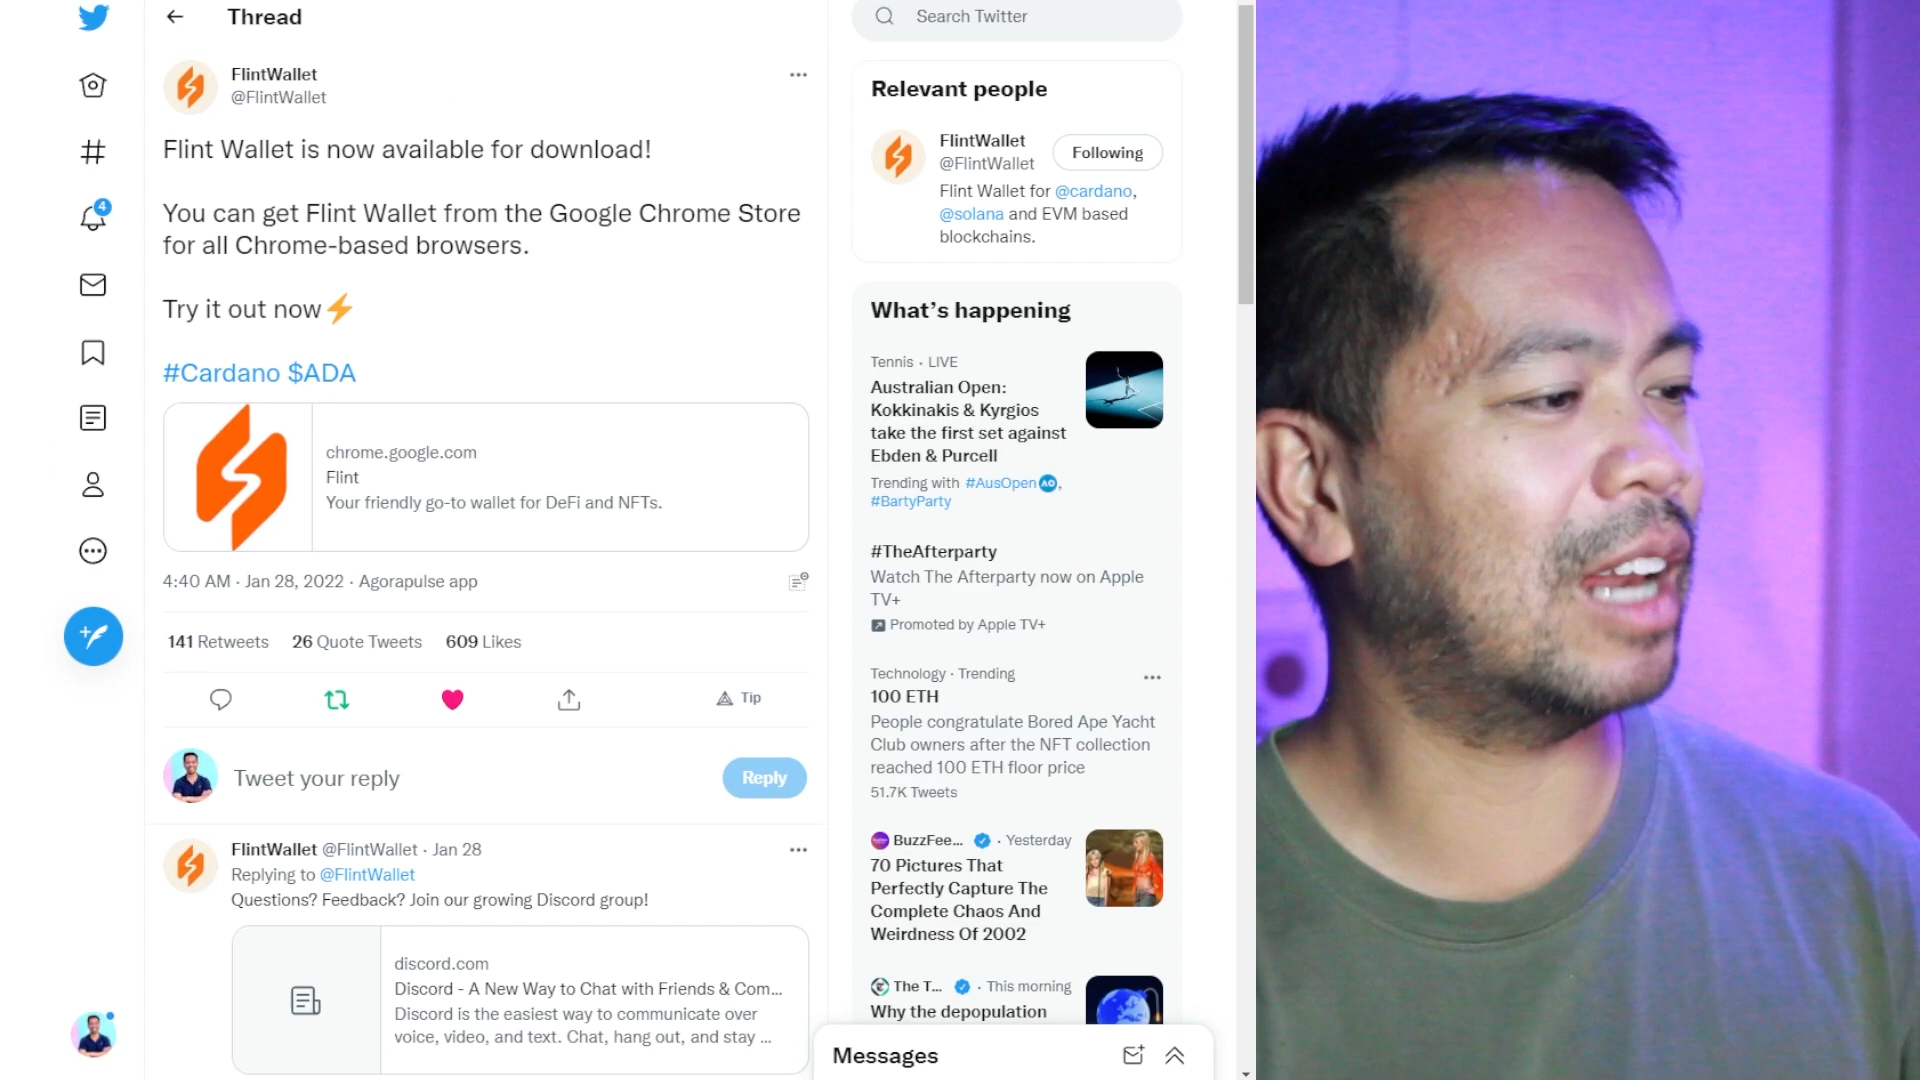 Thread
FlintWallet
@FlintWallet
Flint Wallet is now available for download!
You can get Flint Wallet from the Google Chrome Store
for all Chrome-based browsers.
Try it out now⚡
#Cardano $ADA
chrome.google.com
Flint
Your friendly go-to wallet for DeFi and NFTs.
4:40 AM · Jan 28, 2022 · Agorapulse app
141 Retweets 26 Quote Tweets 609 Likes
Tip
Tweet your reply
Reply
FlintWallet @FlintWallet · Jan 28
Replying to @FlintWallet
Questions? Feedback? Join our growing Discord group!
discord.com
Discord - A New Way to Chat with Friends & Com...
Discord is the easiest way to communicate over
voice, video, and text. Chat, hang out, and stay ...
4
Search Twitter
Relevant people
FlintWallet
@FlintWallet
Following
Flint Wallet for @cardano,
@solana and EVM based
blockchains.
What's happening
Tennis · LIVE
Australian Open:
Kokkinakis & Kyrgios
take the first set against
Ebden & Purcell
Trending with #AusOpen AO,
#BartyParty
#TheAfterparty
Watch The Afterparty now on Apple
TV+
Promoted by Apple TV+
Technology · Trending
100 ETH
People congratulate Bored Ape Yacht
Club owners after the NFT collection
reached 100 ETH floor price
51.7K Tweets
BuzzFee... · Yesterday
70 Pictures That
Perfectly Capture The
Complete Chaos And
Weirdness Of 2002
The T... · This morning
Why the depopulation
Messages